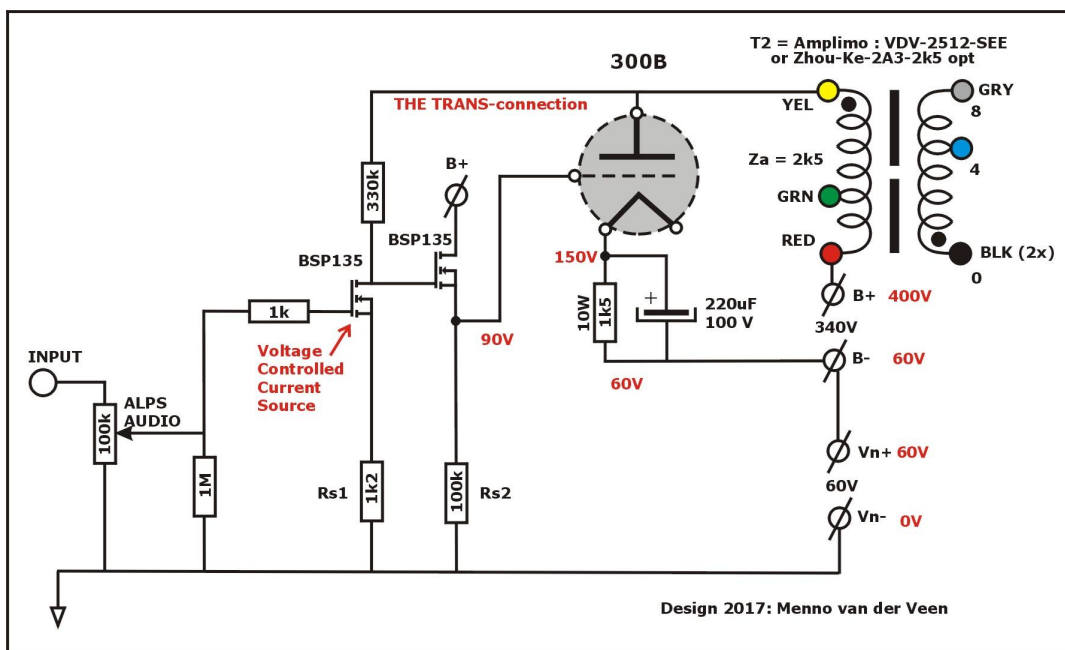 T2 = Amplimo : VDV-2512-SEE
or Zhou-Ke-2A3-2k5 opt
300B
THE TRANS-connection
YEL
GRY
8
B+
Za = 2k5
4
330k
GRN
BSP135
BSP135
RED
BLK (2x)
0
150V
1k
B+ 400V
10W
1k5
+
220uF
100 V
340V
90V
Voltage
Controlled
Current
Source
INPUT
B- 60V
60V
ALPS
AUDIO
100k
Vn+ 60V
1M
Rs1
1k2
100k
Rs2
60V
Vn- 0V
Design 2017: Menno van der Veen